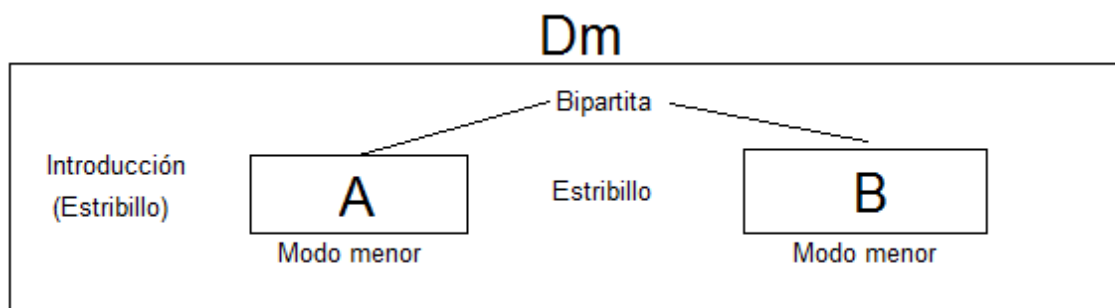 Dm
Bipartita
Introducción
(Estribillo)
A
Estribillo
B
Modo menor
Modo menor